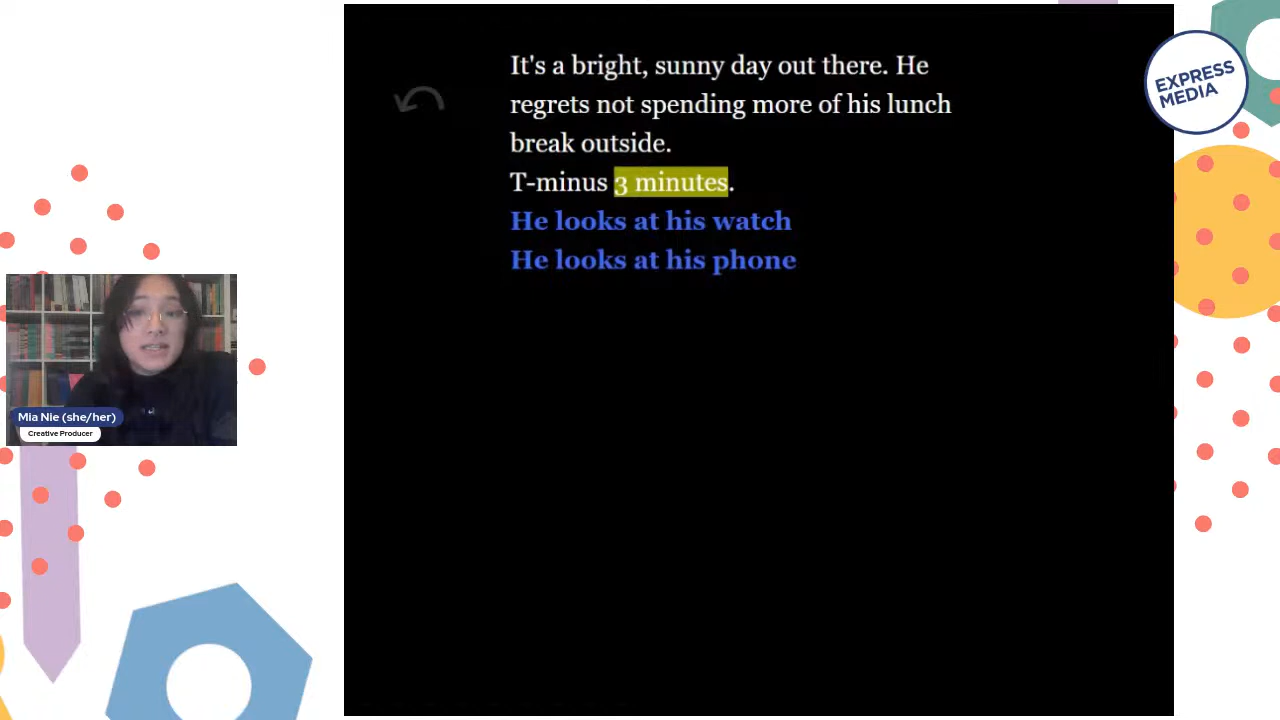 It's a bright, sunny day out there. He
regrets not spending more of his lunch
break outside.
T-minus 3 minutes.
He looks at his watch
He looks at his phone
EXPRESS
MEDIA
Mia Nie (she/her)
Creative Producer